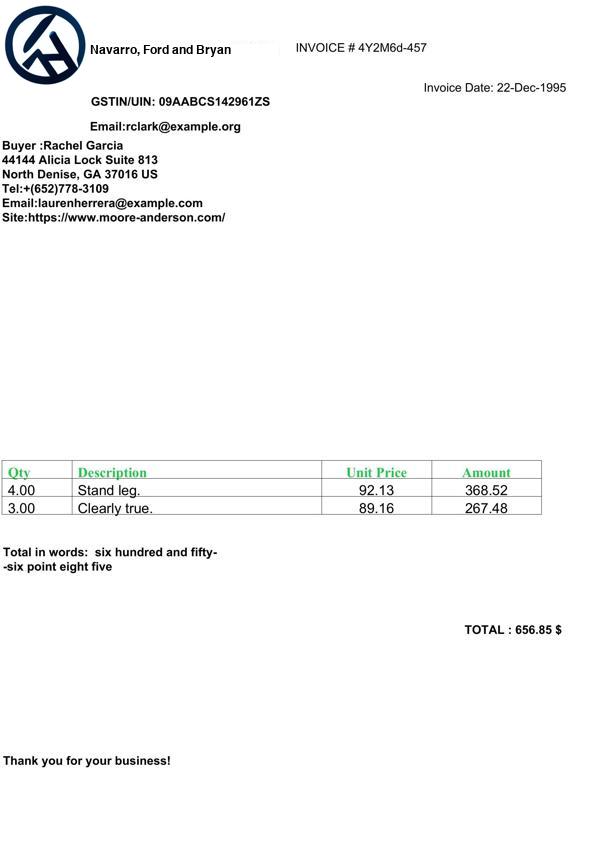 Navarro, Ford and Bryan
INVOICE # 4Y2M6d-457
Invoice Date: 22-Dec-1995
GSTIN/UIN: 09AABCS142961ZS
Email:rclark@example.org
Buyer :Rachel Garcia
44144 Alicia Lock Suite 813
North Denise, GA 37016 US
Tel:+(652)778-3109
Email:laurenherrera@example.com
Site:https://www.moore-anderson.com/
Qty Description Unit Price Amount
4.00 Stand leg. 92.13 368.52
3.00 Clearly true. 89.16 267.48
Total in words: six hundred and fifty-
-six point eight five
TOTAL : 656.85 $
Thank you for your business!